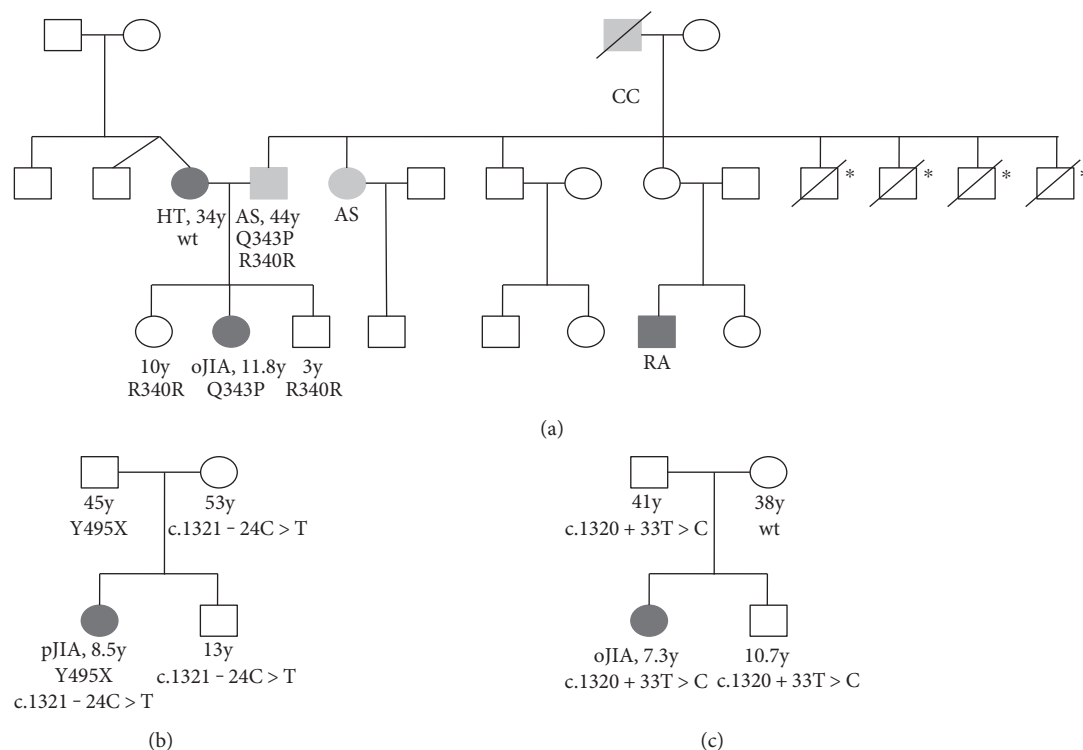 CC
*
*
*
*
HT, 34y
wt
AS, 44y
Q343P
R340R
AS
10y
R340R
oJIA, 11.8y
Q343P
3y
R340R
RA
(a)
45y
Y495X
53y
c.1321 − 24C > T
pJIA, 8.5y
Y495X
c.1321 − 24C > T
13y
c.1321 − 24C > T
(b)
41y
c.1320 + 33T > C
38y
wt
oJIA, 7.3y
c.1320 + 33T > C
10.7y
c.1320 + 33T > C
(c)